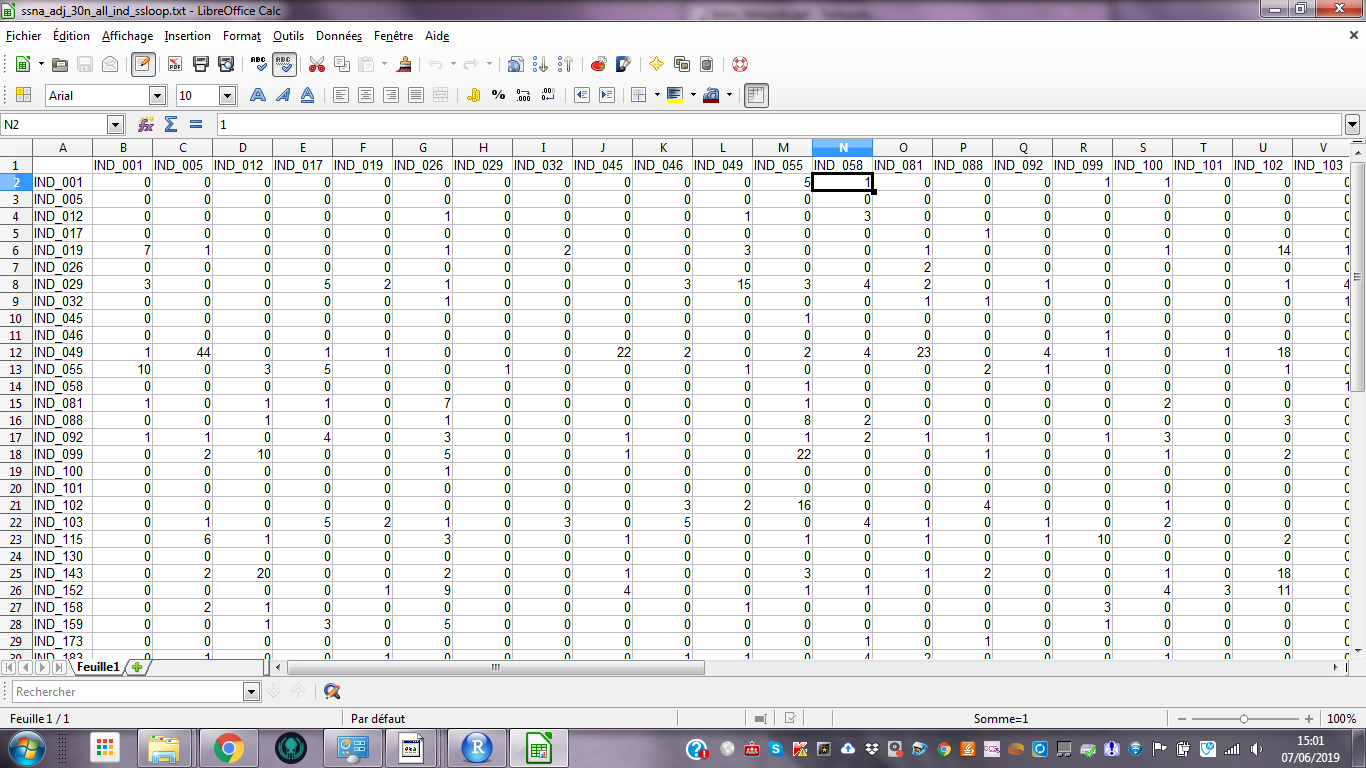 ssna_adj_30n_all_ind_ssloop.txt - LibreOffice Calc
Fichier Édition Affichage Insertion Format Outils Données Fenêtre Aide
Arial 10
N2 1
A B C D E F G H I J K L M N O P Q R S T U V
1 IND_001 IND_005 IND_012 IND_017 IND_019 IND_026 IND_029 IND_032 IND_045 IND_046 IND_049 IND_055 IND_058 IND_081 IND_088 IND_092 IND_099 IND_100 IND_101 IND_102 IND_103
2 IND_001 0 0 0 0 0 0 0 0 0 0 0 5 1 0 0 0 1 1 0 0 0
3 IND_005 0 0 0 0 0 0 0 0 0 0 0 0 0 0 0 0 0 0 0 0 0
4 IND_012 0 0 0 0 0 1 0 0 0 0 1 0 3 0 0 0 0 0 0 0 0
5 IND_017 0 0 0 0 0 0 0 0 0 0 0 0 0 0 1 0 0 0 0 0 0
6 IND_019 7 1 0 0 0 1 0 2 0 0 3 0 0 1 0 0 0 1 0 14 1
7 IND_026 0 0 0 0 0 0 0 0 0 0 0 0 0 2 0 0 0 0 0 0 0
8 IND_029 3 0 0 5 2 1 0 0 0 3 15 3 4 2 0 1 0 0 0 1 4
9 IND_032 0 0 0 0 0 1 0 0 0 0 0 0 0 1 1 0 0 0 0 0 1
10 IND_045 0 0 0 0 0 0 0 0 0 0 0 1 0 0 0 0 0 0 0 0 0
11 IND_046 0 0 0 0 0 0 0 0 0 0 0 0 0 0 0 0 1 0 0 0 0
12 IND_049 1 44 0 1 1 0 0 0 22 2 0 2 4 23 0 4 1 0 1 18 0
13 IND_055 10 0 3 5 0 0 1 0 0 0 1 0 0 0 2 1 0 0 0 1 0
14 IND_058 0 0 0 0 0 0 0 0 0 0 0 1 0 0 0 0 0 0 0 0 1
15 IND_081 1 0 1 1 0 7 0 0 0 0 0 1 0 0 0 0 0 2 0 0 0
16 IND_088 0 0 1 0 0 1 0 0 0 0 0 8 2 0 0 0 0 0 0 3 0
17 IND_092 1 1 0 4 0 3 0 0 1 0 0 1 2 1 1 0 1 3 0 0 0
18 IND_099 0 2 10 0 0 5 0 0 1 0 0 22 0 0 1 0 0 1 0 2 0
19 IND_100 0 0 0 0 0 1 0 0 0 0 0 0 0 0 0 0 0 0 0 0 0
20 IND_101 0 0 0 0 0 0 0 0 0 0 0 0 0 0 0 0 0 0 0 0 0
21 IND_102 0 0 0 0 0 0 0 0 0 3 2 16 0 0 4 0 0 1 0 0 0
22 IND_103 0 1 0 5 2 1 0 3 0 5 0 0 4 1 0 1 0 2 0 0 0
23 IND_115 0 6 1 0 0 3 0 0 1 0 0 1 0 1 0 1 10 0 0 2 0
24 IND_130 0 0 0 0 0 0 0 0 0 0 0 0 0 0 0 0 0 0 0 0 0
25 IND_143 0 2 20 0 0 2 0 0 1 0 0 3 0 1 2 0 0 1 0 18 0
26 IND_152 0 0 0 0 1 9 0 0 4 0 0 1 1 0 0 0 0 4 3 11 0
27 IND_158 0 2 1 0 0 0 0 0 0 0 1 0 0 0 0 0 3 0 0 0 0
28 IND_159 0 0 1 3 0 5 0 0 0 0 0 0 0 0 0 0 1 0 0 0 0
29 IND_173 0 0 0 0 0 0 0 0 0 0 0 0 1 0 1 0 0 0 0 0 0
30 IND_183 0 1 0 0 1 0 0 0 0 1 1 0 4 2 0 0 0 1 0 0 0
Feuille1
Rechercher
Feuille 1 / 1 Par défaut Somme=1 100%
15:01
07/06/2019